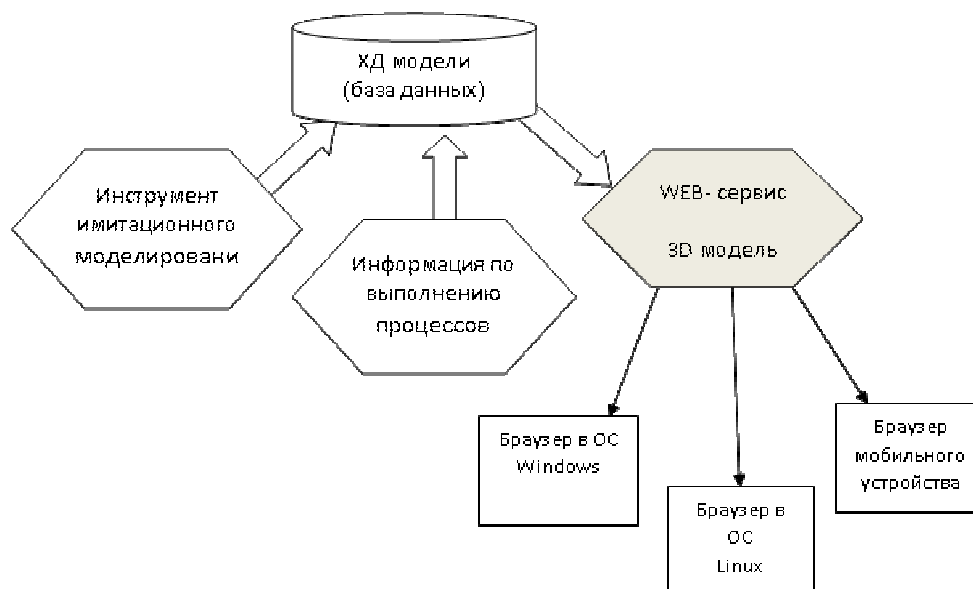 ХД модели
(база данных)
Инструмент
имитационного
моделировани
Информация по
выполнению
процессов
WEB- сервис
3D модель
Браузер в ОС
Windows
Браузер в
ОС
Linux
Браузер
мобильного
устройства